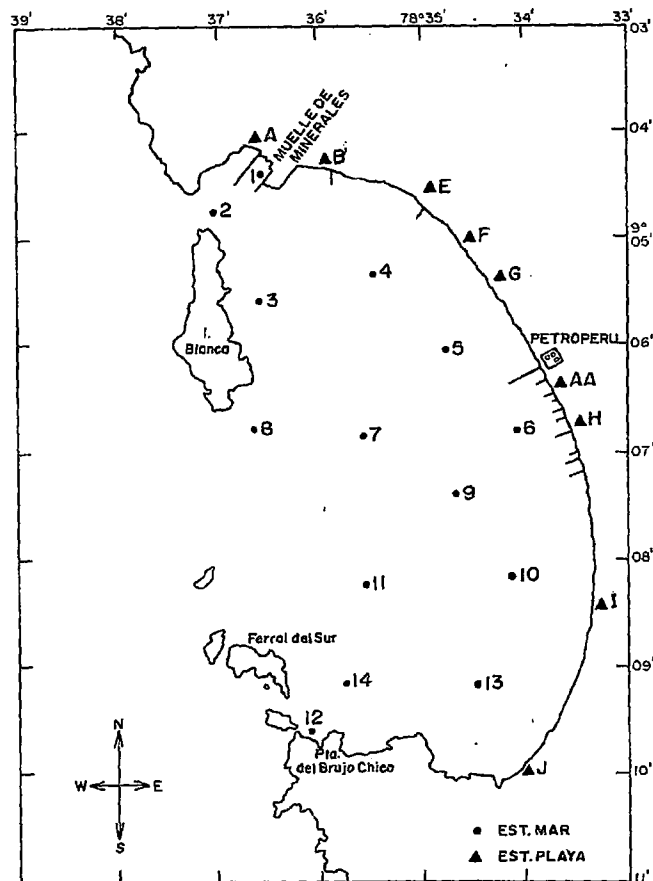 39' 38' 37' 36' 78°35' 34' 33'
03'
04'
9°
05'
06'
07'
08'
09'
10'
11'
A
MUELLE DE
MINERALES
1
B
2
E
F
4
G
3
PETROPERU
I.
Blanca
5
AA
H
8
7
6
9
11
10
I
Ferrol del Sur
14
13
12
Pta.
del Brujo Chico
J
N
W E
S
EST. MAR
EST. PLAYA